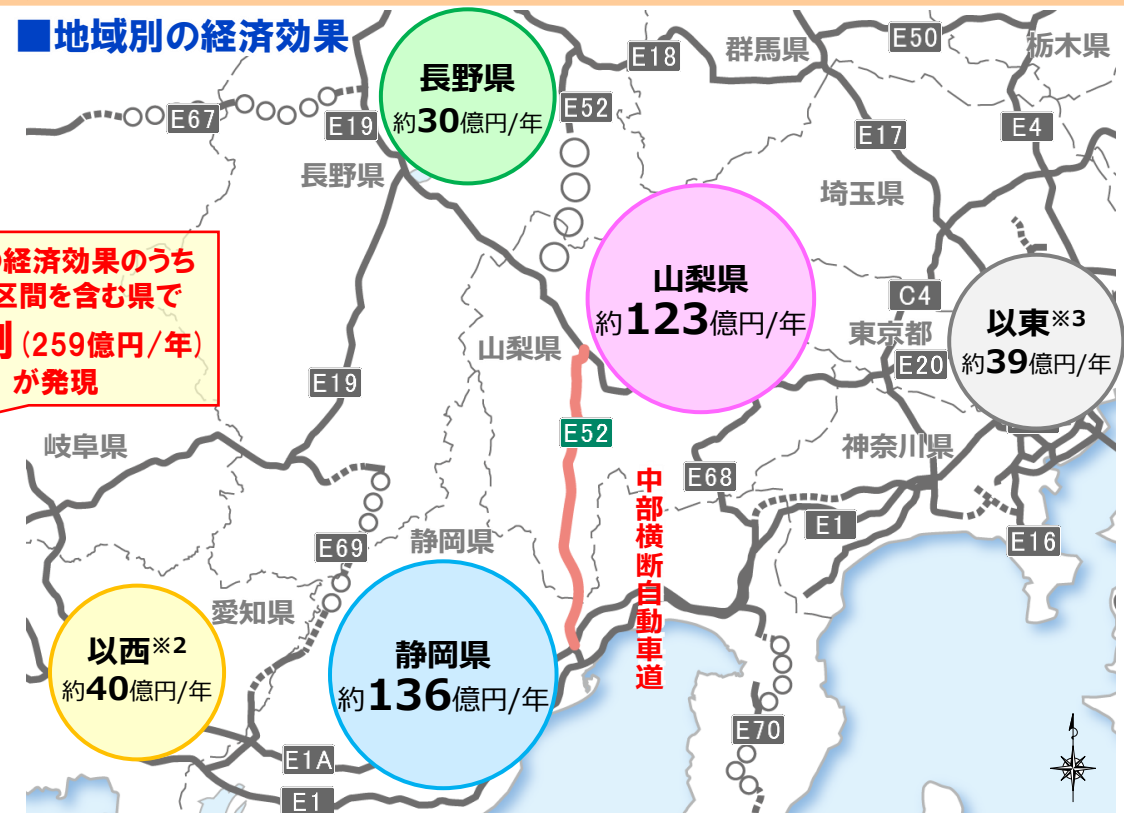 ■地域別の経済効果
長野県
約30億円/年
E18
群馬県
E50
栃木県
E67
E19
E52
E17
E4
長野県
埼玉県
経済効果のうち
区間を含む県で
(259億円/年)
が発現
山梨県
約123億円/年
C4
以東※3
約39億円/年
東京都
E20
山梨県
E19
E52
岐阜県
神奈川県
E68
中部横断自動車道
E1
E16
静岡県
E69
愛知県
以西※2
約40億円/年
静岡県
約136億円/年
E70
E1A
E1